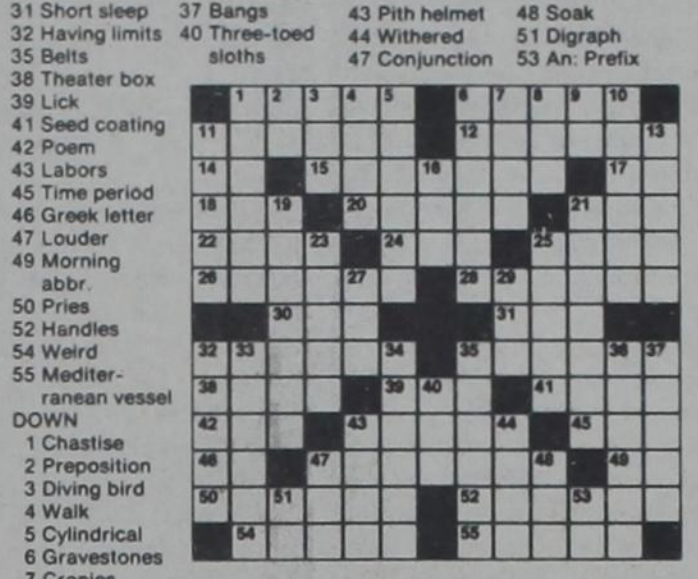 31 Short sleep
32 Having limits
35 Belts
38 Theater box
39 Lick
41 Seed coating
42 Poem
43 Labors
45 Time period
46 Greek letter
47 Louder
49 Morning
abbr.
50 Pries
52 Handles
54 Weird
55 Mediter-
ranean vessel
DOWN
1 Chastise
2 Preposition
3 Diving bird
4 Walk
5 Cylindrical
6 Gravestones
37 Bangs
40 Three-toed
sloths
43 Pith helmet
44 Withered
47 Conjunction
48 Soak
51 Digraph
53 An: Prefix
1 2 3 4 5 6 7 8 9 10
11 12 13
14 15 16 17
18 19 20 21
22 23 24 25
26 27 28 29
30 31
32 33 34 35 36 37
38 39 40 41
42 43 44 45
46 47 48 49
50 51 52 53
54 55